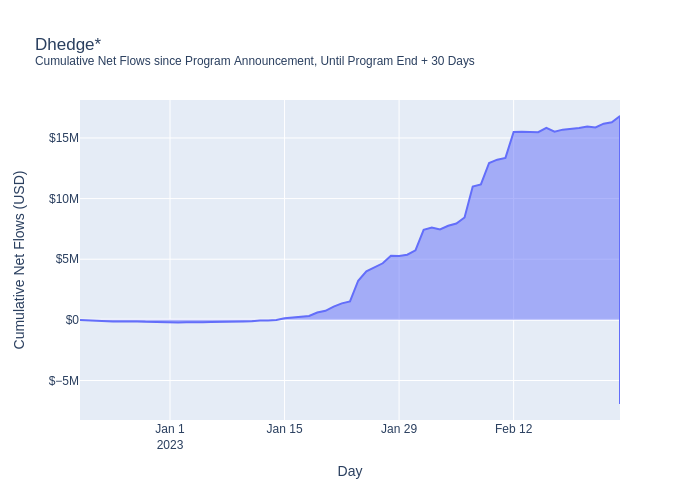 Dhedge*
Cumulative Net Flows since Program Announcement, Until Program End + 30 Days
Cumulative Net Flows (USD)
$15M
$10M
$5M
$0
$−5M
Jan 1
2023
Jan 15
Jan 29
Feb 12
Day